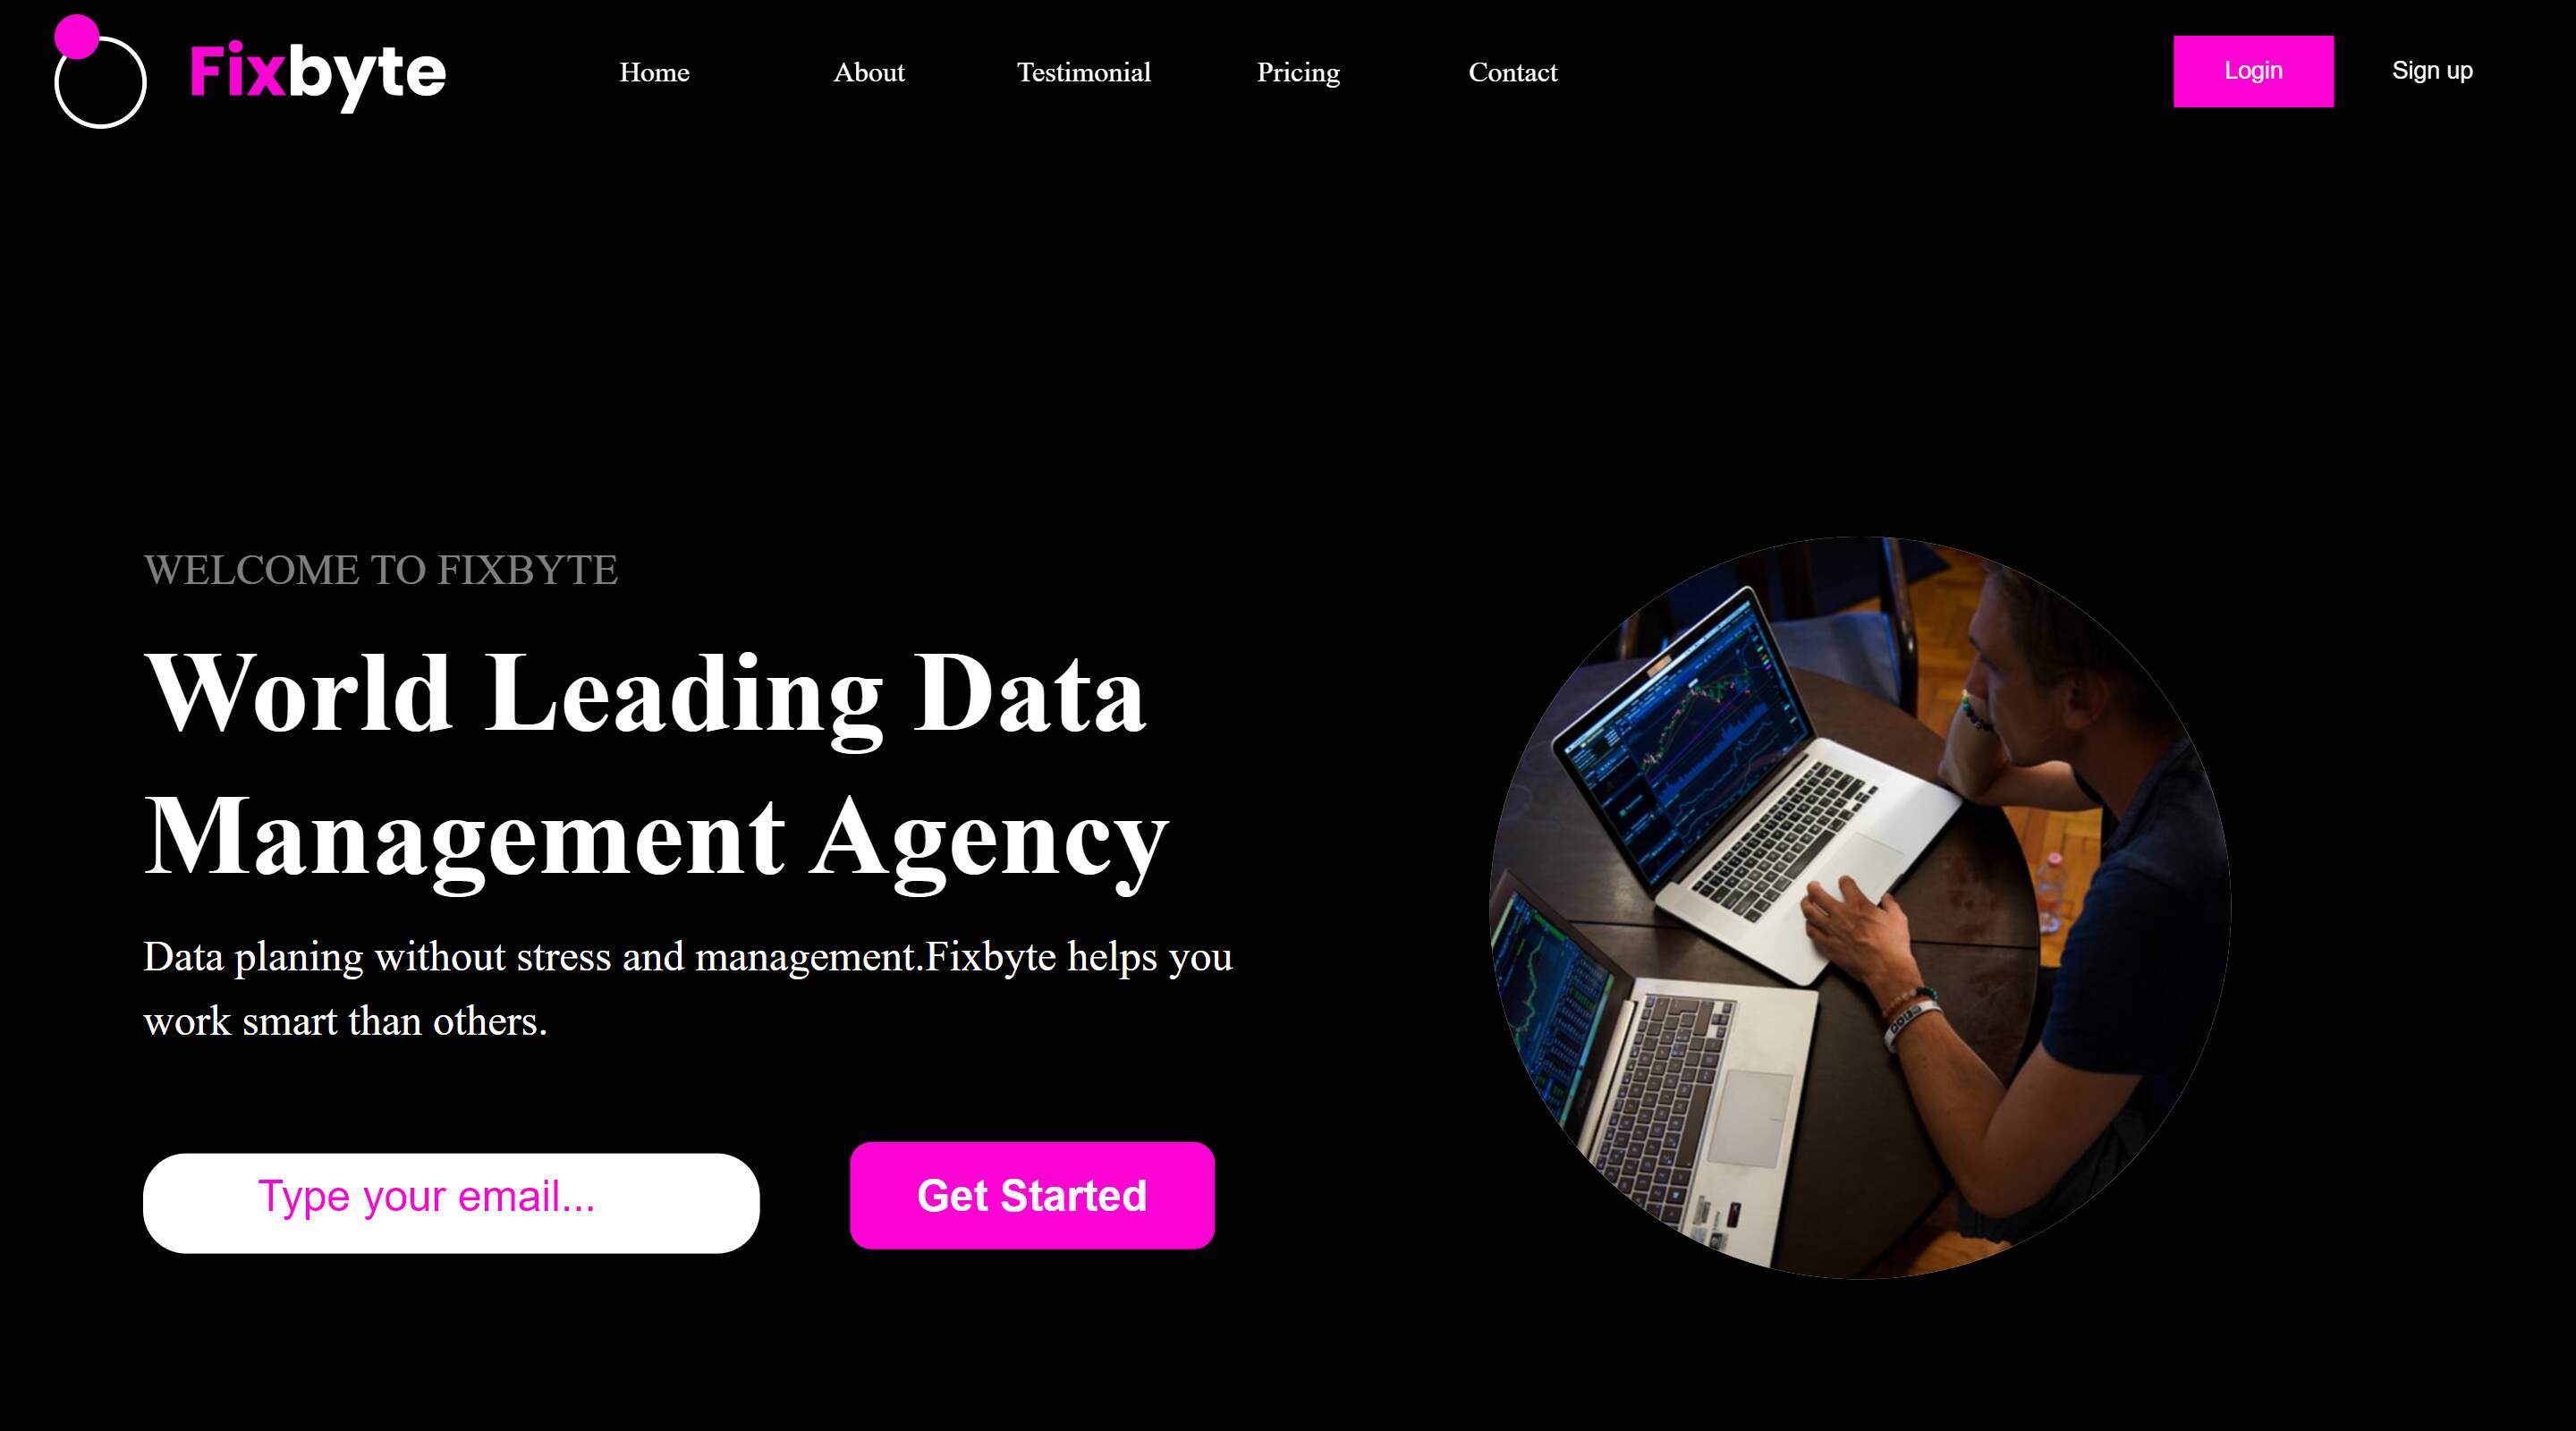 Fixbyte
Home
About
Testimonial
Pricing
Contact
Login
Sign up
WELCOME TO FIXBYTE
World Leading Data
Management Agency
Data planing without stress and management.Fixbyte helps you
work smart than others.
Type your email...
Get Started